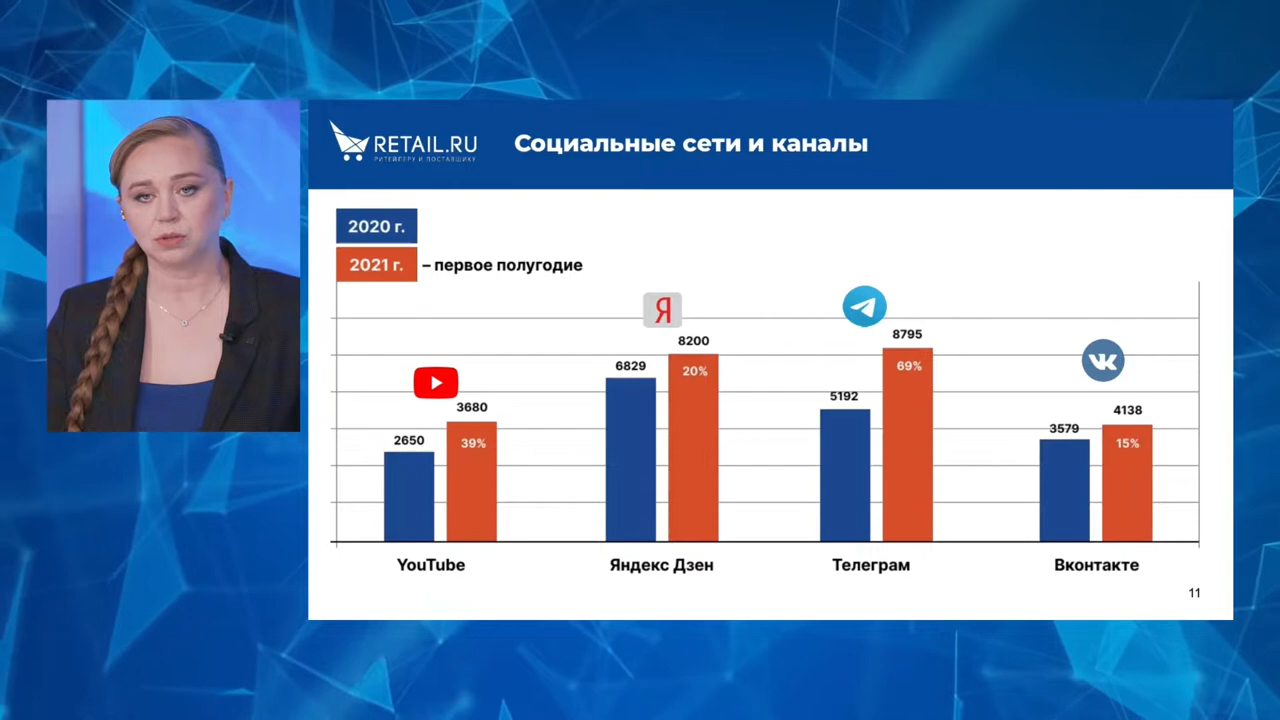 RETAIL.RU
РИТЕЙЛЕРУ И ПОСТАВЩИКУ
Социальные сети и каналы
2020 г.
2021 г. – первое полугодие
Я
2650
3680
39%
6829
8200
20%
5192
8795
69%
3579
4138
15%
YouTube
Яндекс Дзен
Телеграм
Вконтакте
11